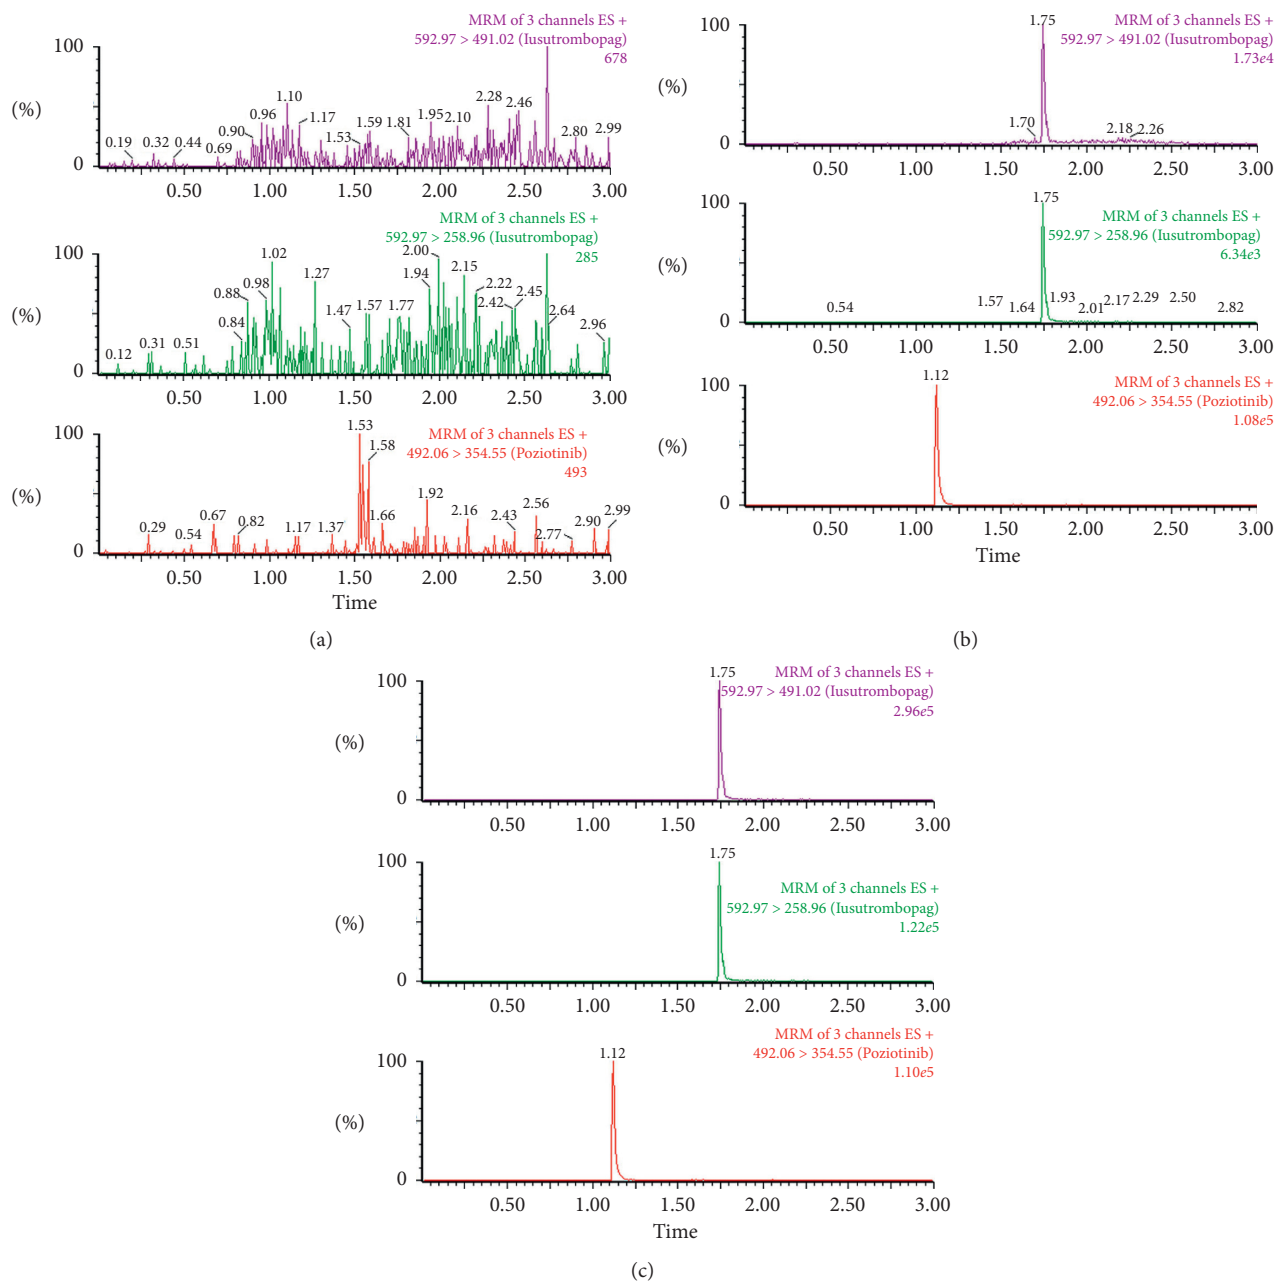 MRM of 3 channels ES +
592.97 > 491.02 (Iusutrombopag)
678
100
(%)
0
0.19
0.32
0.44
0.69
0.90
0.96
1.10
1.17
1.53
1.59
1.81
1.95
2.10
2.28
2.46
2.80
2.99
0.50 1.00 1.50 2.00 2.50 3.00
MRM of 3 channels ES +
592.97 > 258.96 (Iusutrombopag)
285
100
(%)
0
0.12
0.31
0.51
0.84
0.88
0.98
1.02
1.27
1.47
1.57
1.77
1.94
2.00
2.15
2.22
2.42
2.45
2.64
2.96
0.50 1.00 1.50 2.00 2.50 3.00
MRM of 3 channels ES +
492.06 > 354.55 (Poziotinib)
493
100
(%)
0
0.29
0.54
0.67
0.82
1.17
1.37
1.53
1.58
1.66
1.92
2.16
2.43
2.56
2.77
2.90
2.99
0.50 1.00 1.50 2.00 2.50 3.00
Time
(a)
MRM of 3 channels ES +
592.97 > 491.02 (Iusutrombopag)
1.73e4
100
(%)
0
1.70
1.75
2.18
2.26
0.50 1.00 1.50 2.00 2.50 3.00
MRM of 3 channels ES +
592.97 > 258.96 (Iusutrombopag)
6.34e3
100
(%)
0
0.54
1.57
1.64
1.75
1.93
2.01
2.17
2.29
2.50
2.82
0.50 1.00 1.50 2.00 2.50 3.00
MRM of 3 channels ES +
492.06 > 354.55 (Poziotinib)
1.08e5
100
(%)
0
1.12
0.50 1.00 1.50 2.00 2.50 3.00
Time
(b)
MRM of 3 channels ES +
592.97 > 491.02 (Iusutrombopag)
2.96e5
100
(%)
0
1.75
0.50 1.00 1.50 2.00 2.50 3.00
MRM of 3 channels ES +
592.97 > 258.96 (Iusutrombopag)
1.22e5
100
(%)
0
1.75
0.50 1.00 1.50 2.00 2.50 3.00
MRM of 3 channels ES +
492.06 > 354.55 (Poziotinib)
1.10e5
100
(%)
0
1.12
0.50 1.00 1.50 2.00 2.50 3.00
Time
(c)